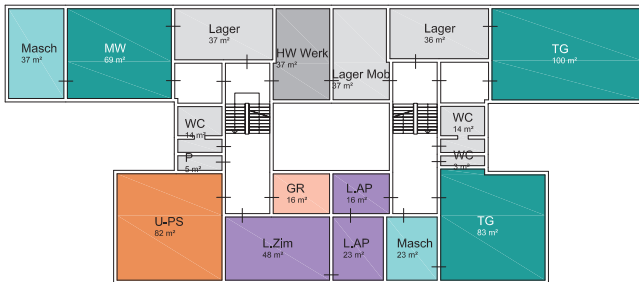 Masch
37 m²
MW
69 m²
Lager
37 m²
HW Werk
37 m²
Lager Mob
37 m²
Lager
36 m²
TG
100 m²
WC
14 m²
P
5 m²
WC
14 m²
WC
3 m²
U-PS
82 m²
GR
16 m²
L.AP
16 m²
L.Zim
48 m²
L.AP
23 m²
Masch
23 m²
TG
83 m²